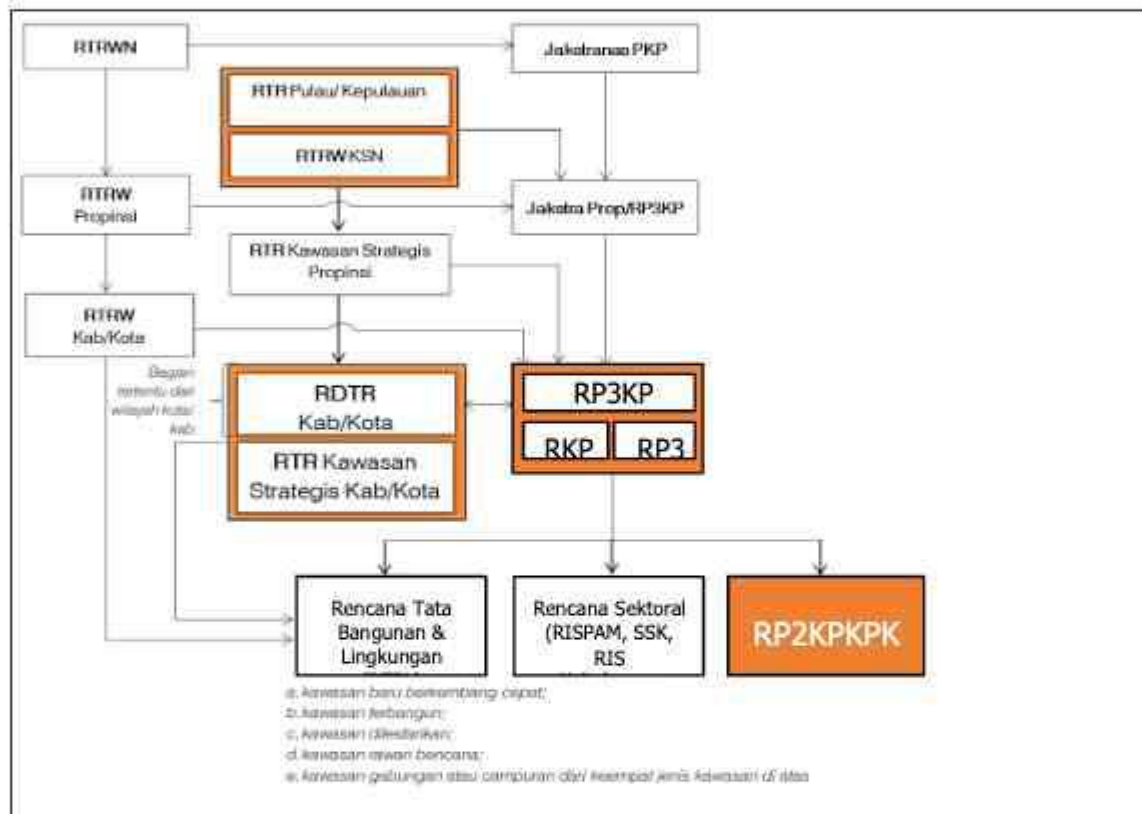 RTRWN
Jakstranas PKP
RTR Pulau/ Kepulauan
RTRW KSN
RTRW
Propinsi
Jakstra Prop/RP3KP
RTR Kawasan Strategis
Propinsi
RTRW
Kab/Kota
Bagian
tertentu dari
wilayah kota/
kab
RDTR
Kab/Kota
RP3KP
RKP
RP3
RTR Kawasan
Strategis Kab/Kota
Rencana Tata
Bangunan &
Lingkungan
Rencana Sektoral
(RISPAM, SSK,
RIS
RP2KPKPK
a. kawasan baru berkembang cepat;
b. kawasan terbangun;
c. kawasan dilestarikan;
d. kawasan rawan bencana;
e. kawasan gabungan atau campuran dari keempat jenis kawasan di atas